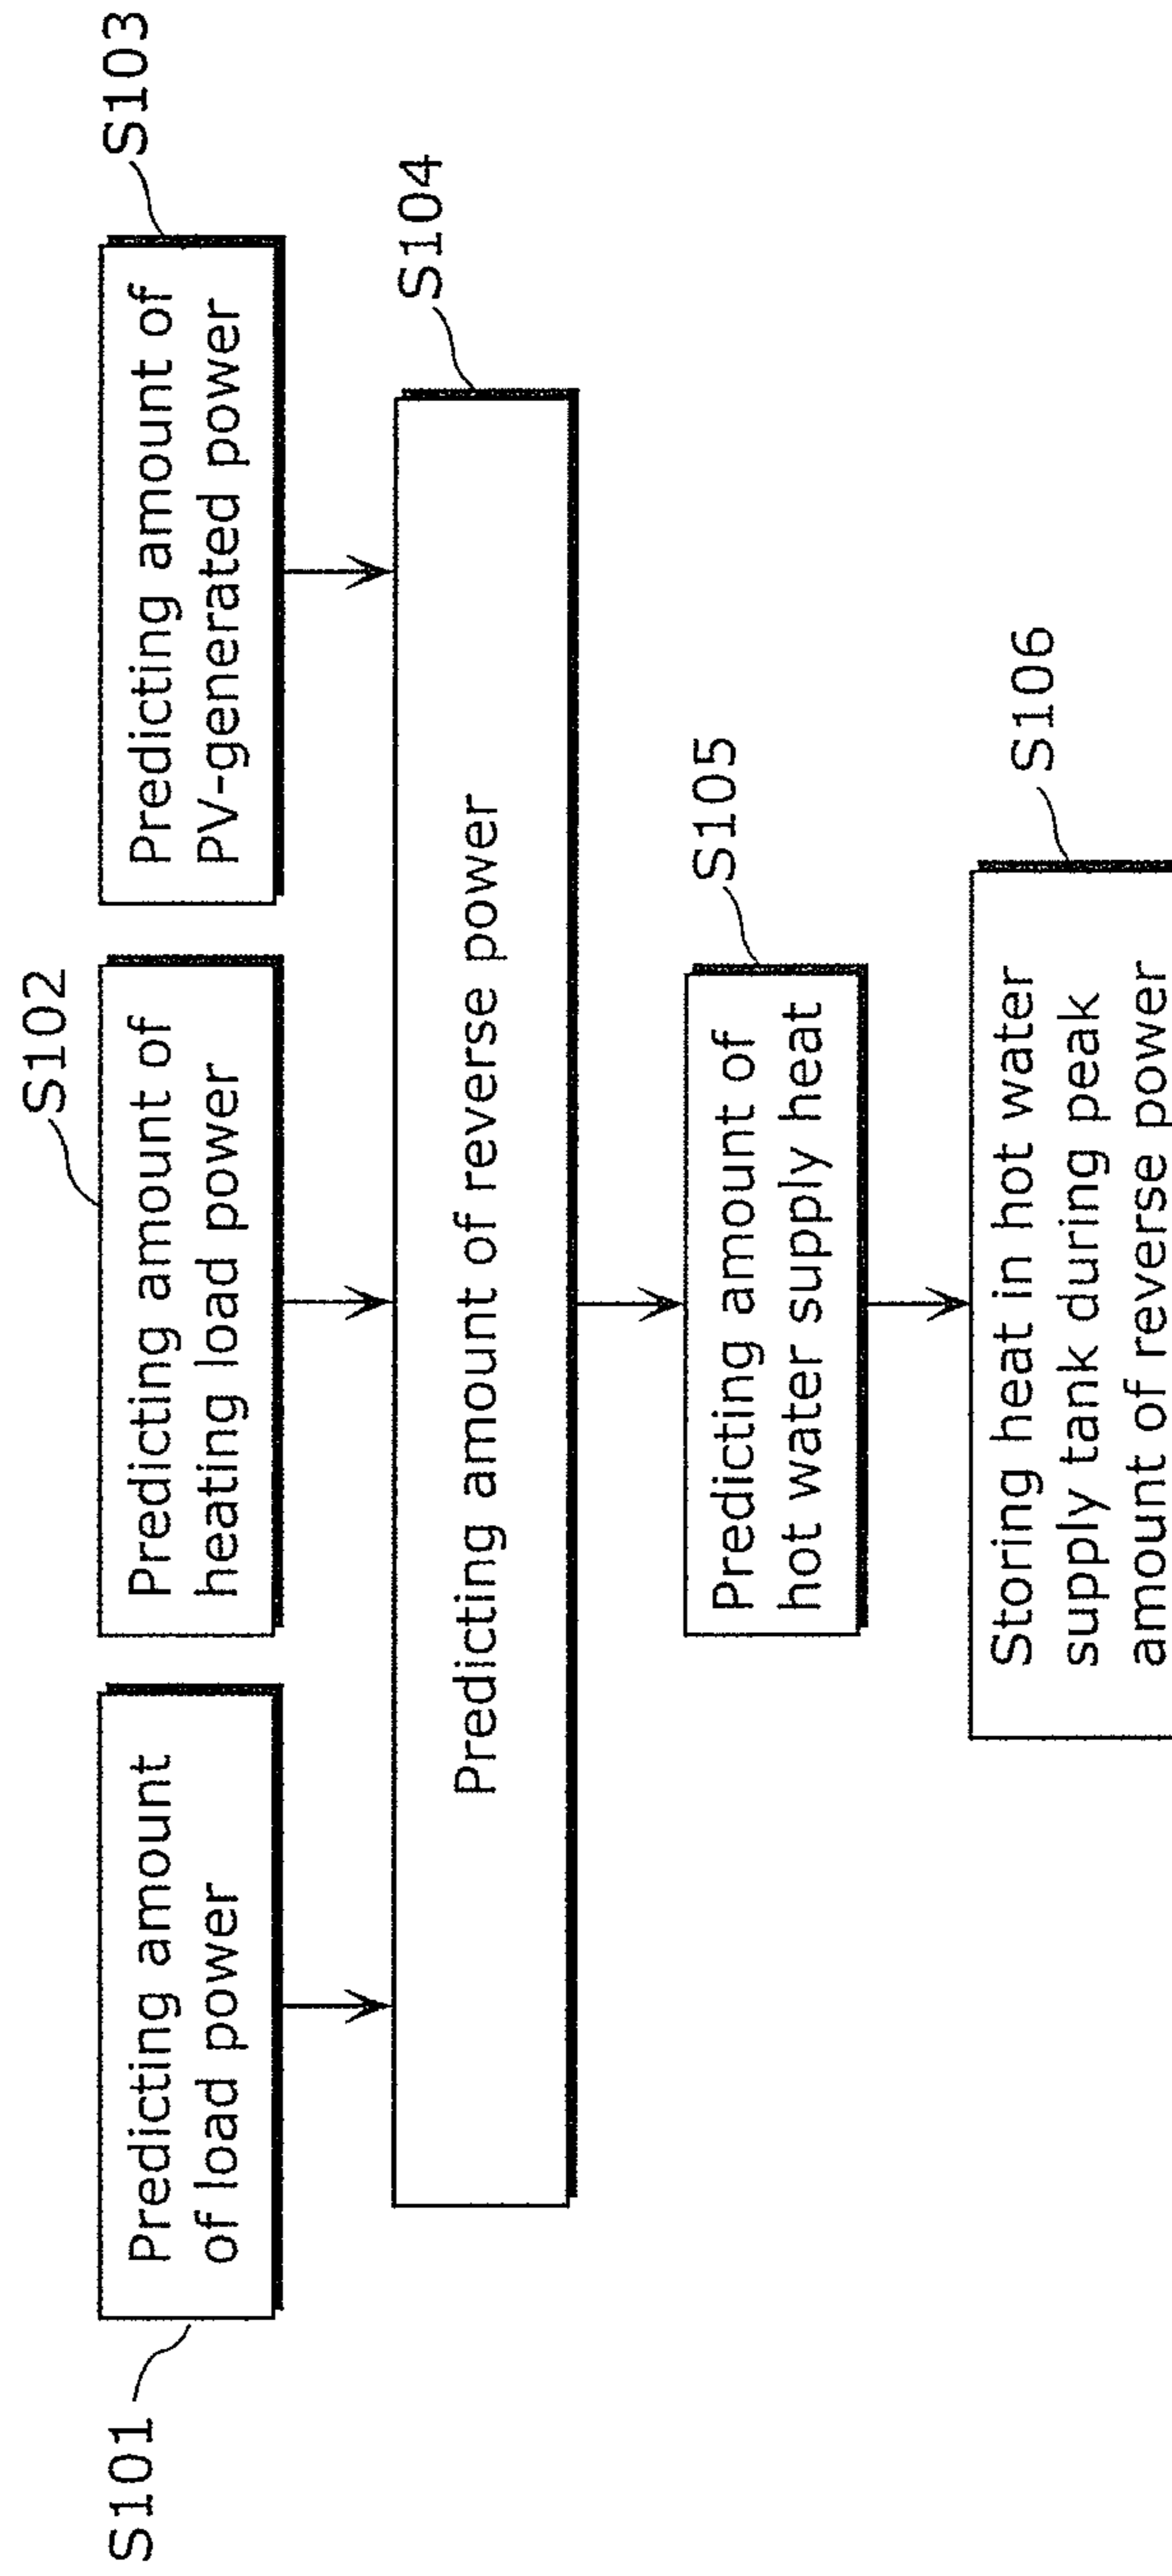 S102
S101
Predicting amount
of load power
Predicting amount of
heating load power
Predicting amount of
PV-generated power
S103
Predicting amount of reverse power
S104
Predicting amount of
hot water supply heat
S105
Storing heat in hot water
supply tank during peak
amount of reverse power
S106